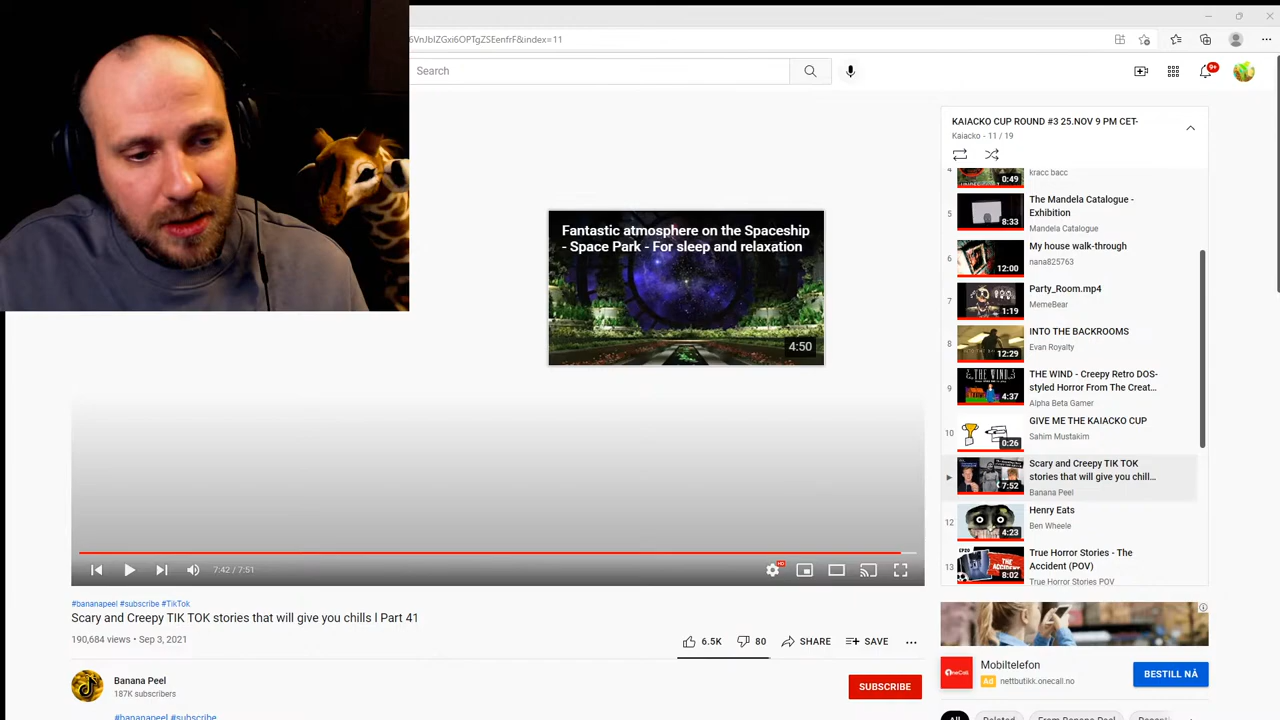 6VnJbIZGxi6OPTgZSEenfrF&index=11
Search
9+
Fantastic atmosphere on the Spaceship
- Space Park - For sleep and relaxation
4:50
HD
7:42 / 7:51
#bananapeel #subscribe #TikTok
Scary and Creepy TIK TOK stories that will give you chills l Part 41
190,684 views • Sep 3, 2021
6.5K
80
SHARE
SAVE
Banana Peel
187K subscribers
SUBSCRIBE
#bananapeel #subscribe
KAIACKO CUP ROUND #3 25.NOV 9 PM CET-
Kaiacko - 11 / 19
4
0:49
kracc bacc
5
8:33
The Mandela Catalogue -
Exhibition
Mandela Catalogue
6
12:00
My house walk-through
nana825763
7
1:19
Party_Room.mp4
MemeBear
8
12:29
INTO THE BACKROOMS
Evan Royalty
9
THE WIND
4:37
THE WIND - Creepy Retro DOS-
styled Horror From The Creat...
Alpha Beta Gamer
10
0:26
GIVE ME THE KAIACKO CUP
Sahim Mustakim
7:52
Scary and Creepy TIK TOK
stories that will give you chill...
Banana Peel
12
4:23
Henry Eats
Ben Wheele
13
EP20
THE
ACCIDENT
8:02
True Horror Stories - The
Accident (POV)
True Horror Stories POV
OneCall
Mobiltelefon
Ad
nettbutikk.onecall.no
BESTILL NÅ
All
Related
From Banana Peel